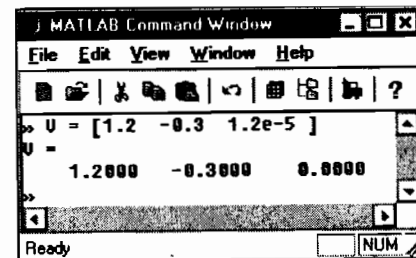 MATLAB Command Window
File Edit View Window Help
?
» V = [1.2 -0.3 1.2e-5 ]
V =
1.2000 -0.3000 0.0000
»
Ready NUM